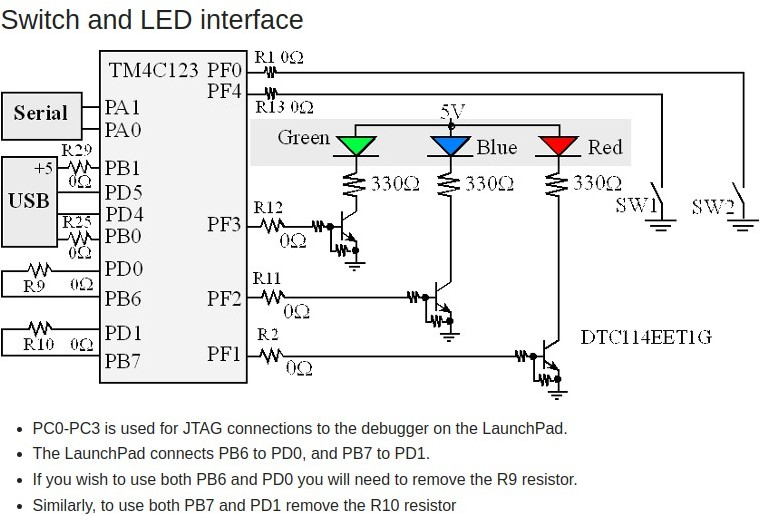 Switch and LED interface
R1 0Ω
TM4C123 PF0
PF4
R13 0Ω
Serial
PA1
PA0
5V
Green
Blue
Red
R29
+5
0Ω
PB1
USB
PD5
PD4
R25
0Ω
PB0
330Ω
330Ω
330Ω
SW1
SW2
PF3
R12
0Ω
PD0
R9 0Ω
PB6
PF2
R11
0Ω
PD1
R10 0Ω
PB7
PF1
R2
0Ω
DTC114EET1G
• PC0-PC3 is used for JTAG connections to the debugger on the LaunchPad.
• The LaunchPad connects PB6 to PD0, and PB7 to PD1.
• If you wish to use both PB6 and PD0 you will need to remove the R9 resistor.
• Similarly, to use both PB7 and PD1 remove the R10 resistor